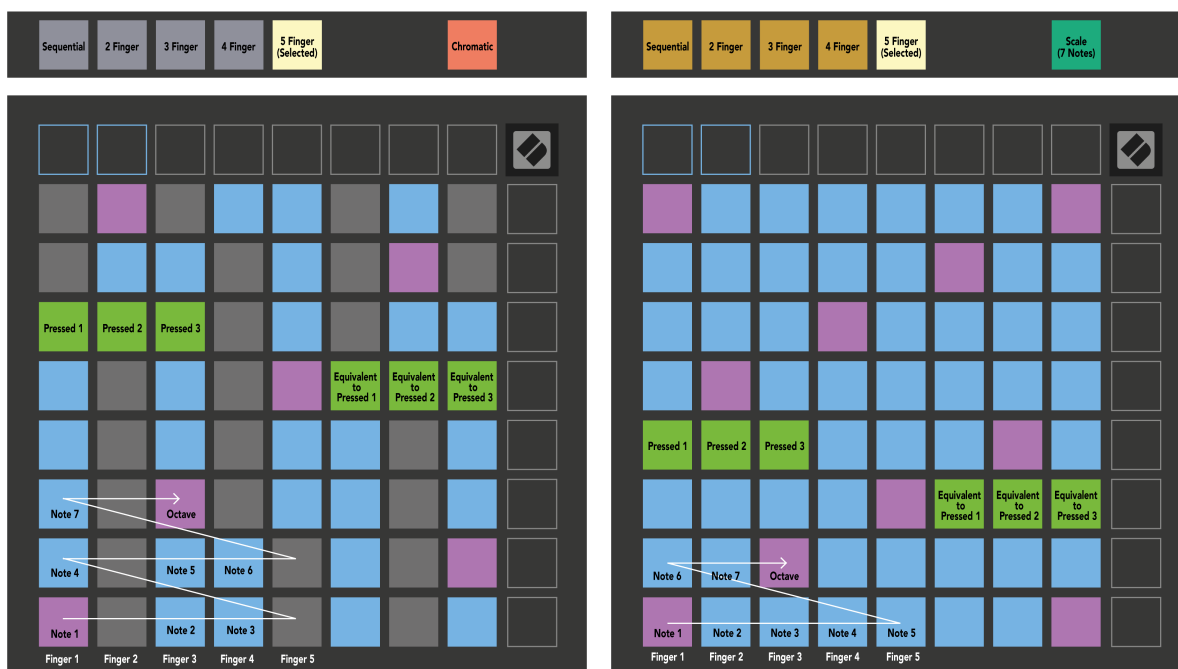 Sequential
2 Finger
3 Finger
4 Finger
5 Finger
(Selected)
Chromatic
Pressed 1
Pressed 2
Pressed 3
Equivalent
to
Pressed 1
Equivalent
to
Pressed 2
Equivalent
to
Pressed 3
Note 7
Octave
Note 4
Note 5
Note 6
Note 1
Note 2
Note 3
Finger 1
Finger 2
Finger 3
Finger 4
Finger 5
Sequential
2 Finger
3 Finger
4 Finger
5 Finger
(Selected)
Scale
(7 Notes)
Pressed 1
Pressed 2
Pressed 3
Equivalent
to
Pressed 1
Equivalent
to
Pressed 2
Equivalent
to
Pressed 3
Note 6
Note 7
Octave
Note 1
Note 2
Note 3
Note 4
Note 5
Finger 1
Finger 2
Finger 3
Finger 4
Finger 5